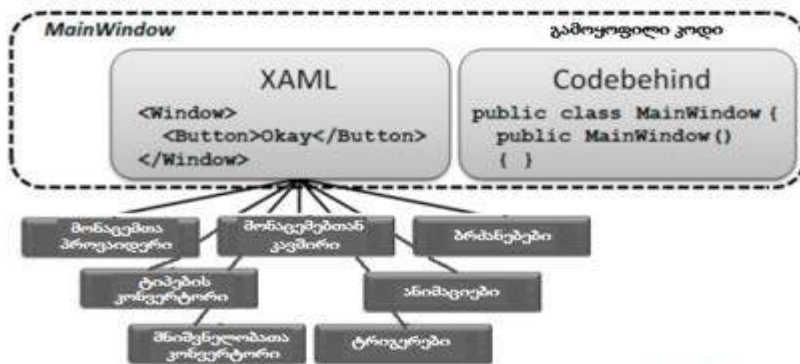 MainWindow
გამოყოფილი კოდი
XAML
<Window>
<Button>Okay</Button>
</Window>
Codebehind
public class MainWindow {
public MainWindow()
{ }
მონაცემთა
პროვაიდერი
მონაცემებთან
კავშირი
ბრძანებები
ტიპების
კონვერტორი
ანიმაციები
მნიშვნელობათა
კონვერტორი
ტრიგერები